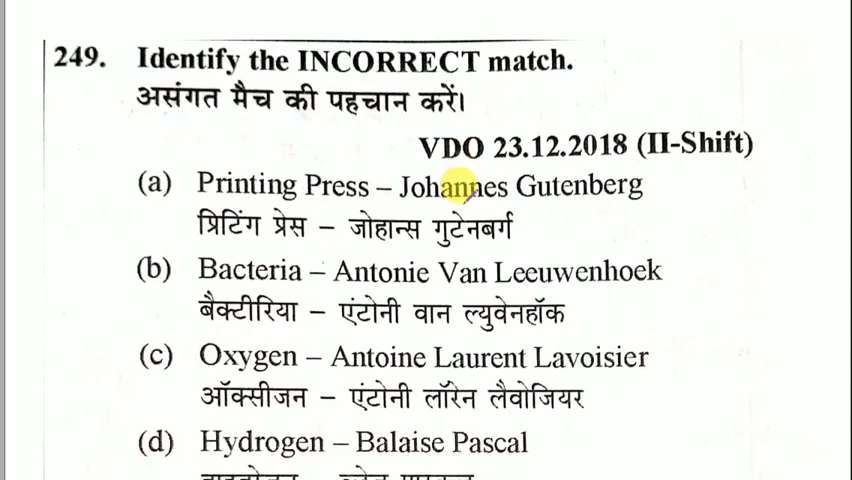 249. Identify the INCORRECT match.
असंगत मैच की पहचान करें।
VDO 23.12.2018 (II-Shift)
(a) Printing Press – Johannes Gutenberg
प्रिटिंग प्रेस – जोहान्स गुटेनबर्ग
(b) Bacteria – Antonie Van Leeuwenhoek
बैक्टीरिया – एंटोनी वान ल्युवेनहॉक
(c) Oxygen – Antoine Laurent Lavoisier
ऑक्सीजन – एंटोनी लॉरेन लैवोजियर
(d) Hydrogen – Balaise Pascal